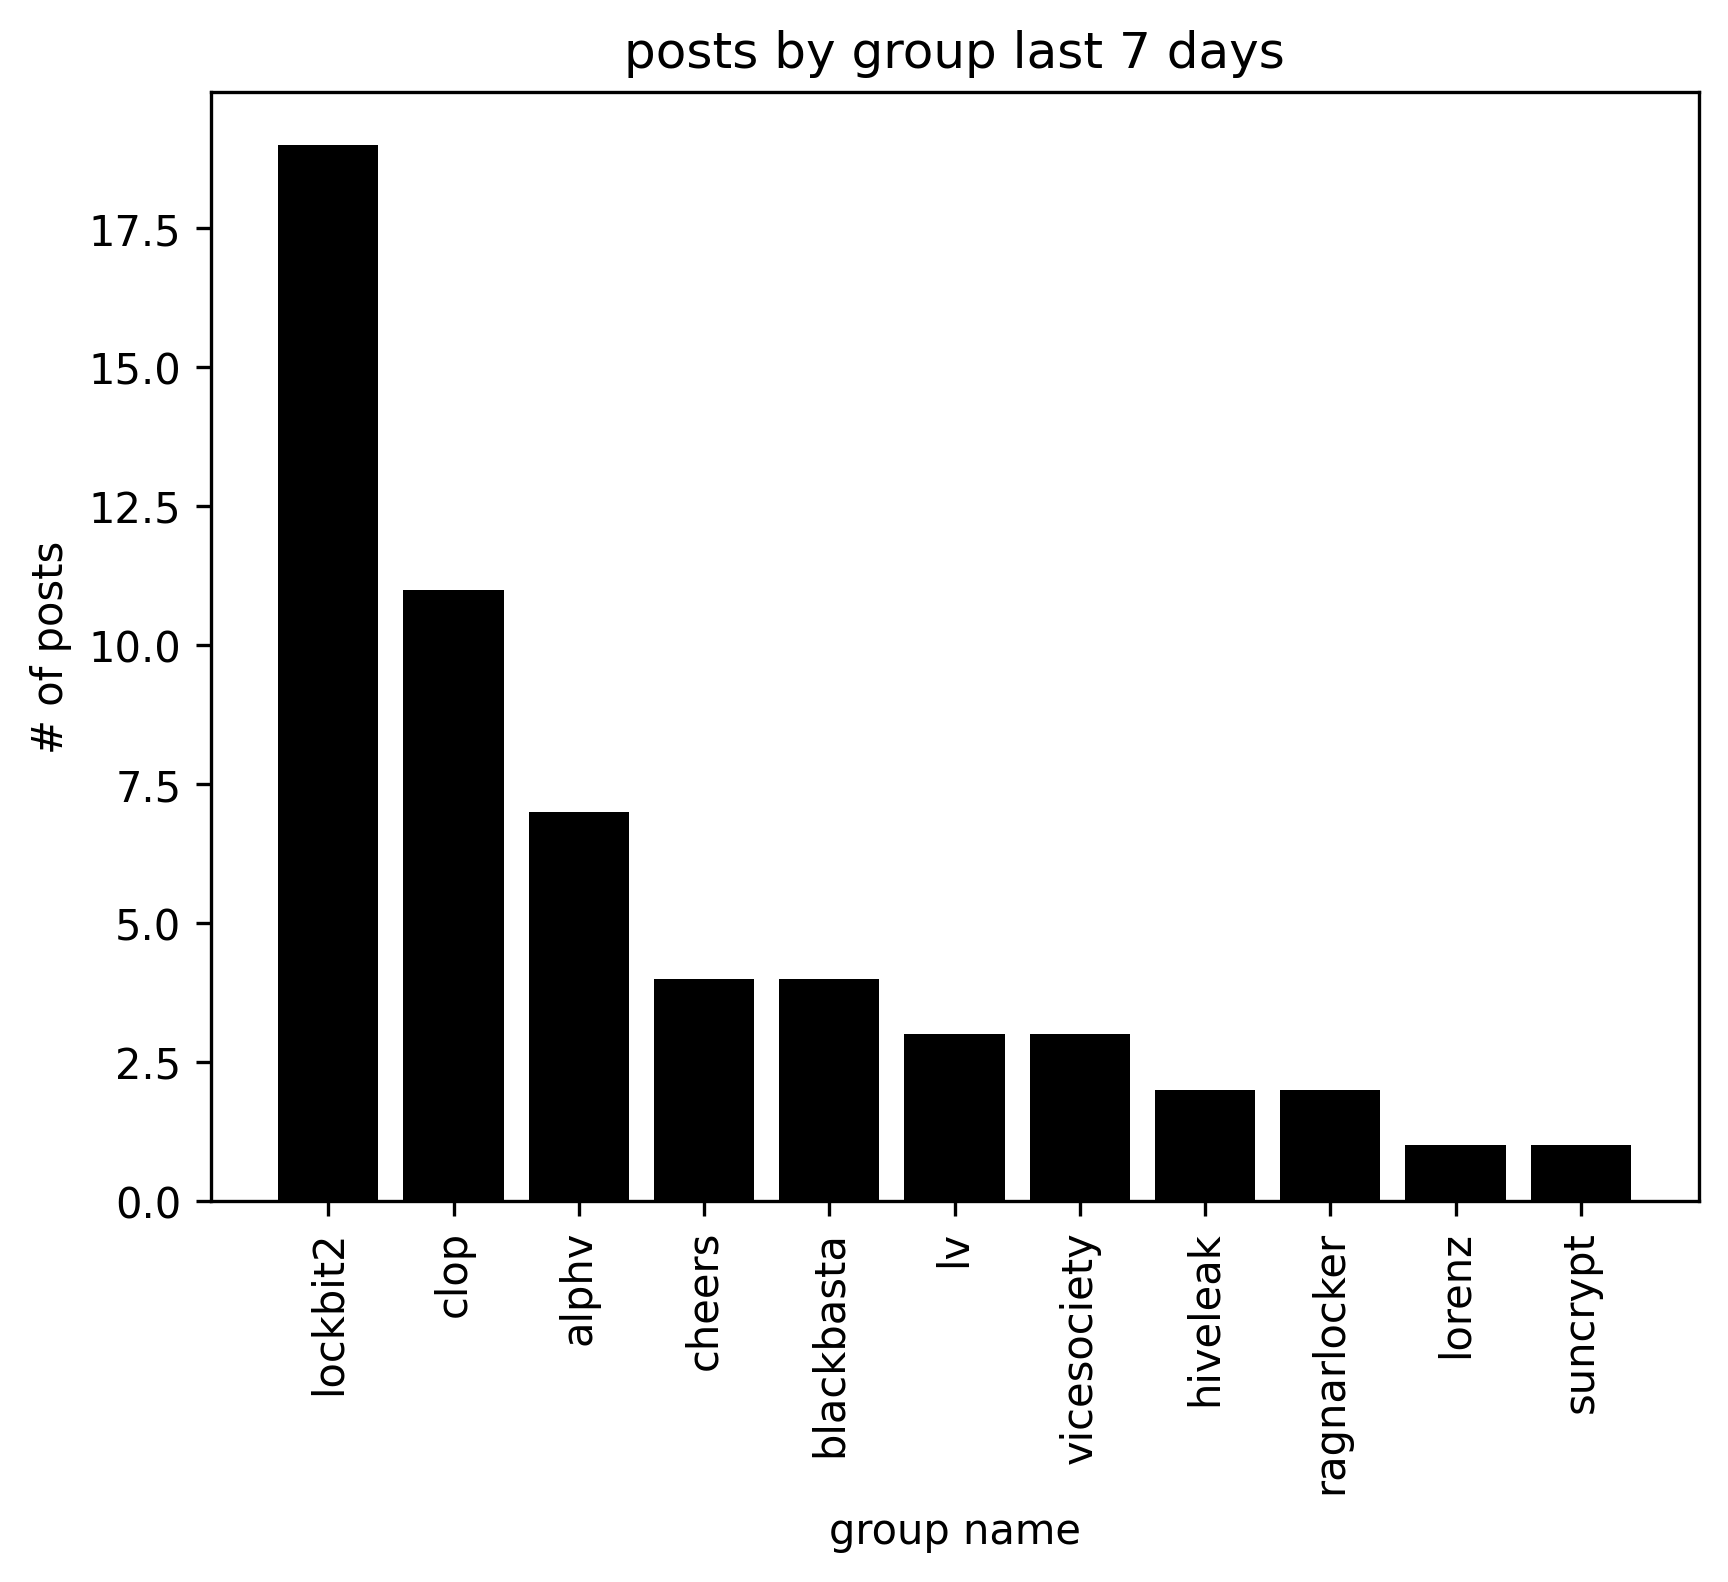 posts by group last 7 days
# of posts
17.5
15.0
12.5
10.0
7.5
5.0
2.5
0.0
lockbit2
clop
alphv
cheers
blackbasta
lv
vicesociety
hiveleak
ragnarlocker
lorenz
suncrypt
group name